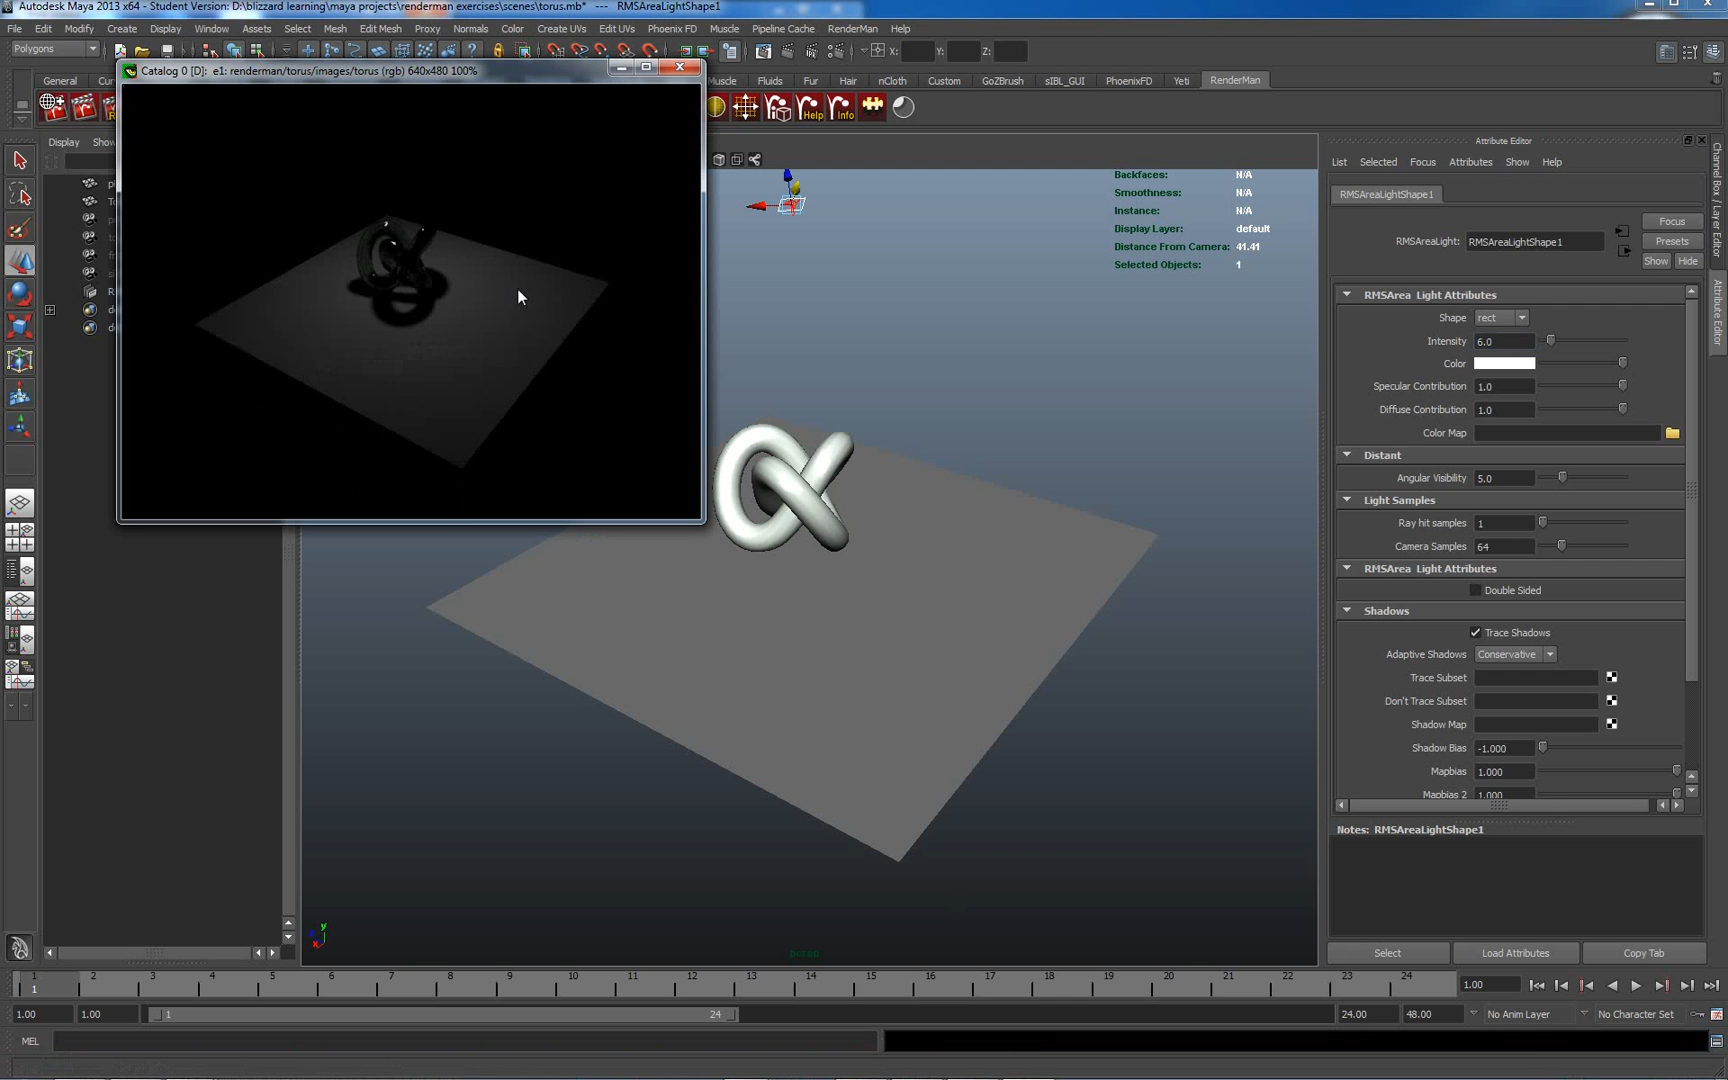 Autodesk Maya 2013 x64 - Student Version: D:\blizzard learning\maya projects\renderman exercises\scenes\torus.mb* --- RMSAreaLightShape1
File Edit Modify Create Display Window Assets Select Mesh Edit Mesh Proxy Normals Color Create UVs Edit UVs Phoenix FD Muscle Pipeline Cache RenderMan Help
Polygons X: Y: Z:
Catalog 0 [D]: e1: renderman/torus/images/torus (rgb) 640x480 100%
General Muscle Fluids Fur Hair nCloth Custom GoZBrush sIBL_GUI PhoenixFD Yeti RenderMan
Help Info
Display Show
Attribute Editor
List Selected Focus Attributes Show Help
RMSAreaLightShape1
Focus
RMSAreaLight: RMSAreaLightShape1
Presets
Show Hide
Backfaces: N/A
Smoothness: N/A
Instance: N/A
Display Layer: default
Distance From Camera: 41.41
Selected Objects: 1
RMSArea Light Attributes
Shape rect
Intensity 6.0
Color
Specular Contribution 1.0
Diffuse Contribution 1.0
Color Map
Distant
Angular Visibility 5.0
Light Samples
Ray hit samples 1
Camera Samples 64
RMSArea Light Attributes
Double Sided
Shadows
Trace Shadows
Adaptive Shadows Conservative
Trace Subset
Don't Trace Subset
Shadow Map
Shadow Bias -1.000
Mapbias 1.000
Mapbias 2 1.000
Notes: RMSAreaLightShape1
Select Load Attributes Copy Tab
Channel Box / Layer Editor
Attribute Editor
y
x
persp
1 2 3 4 5 6 7 8 9 10 11 12 13 14 15 16 17 18 19 20 21 22 23 24
1 1.00
1.00 1.00 1 24 24.00 48.00 No Anim Layer No Character Set
MEL